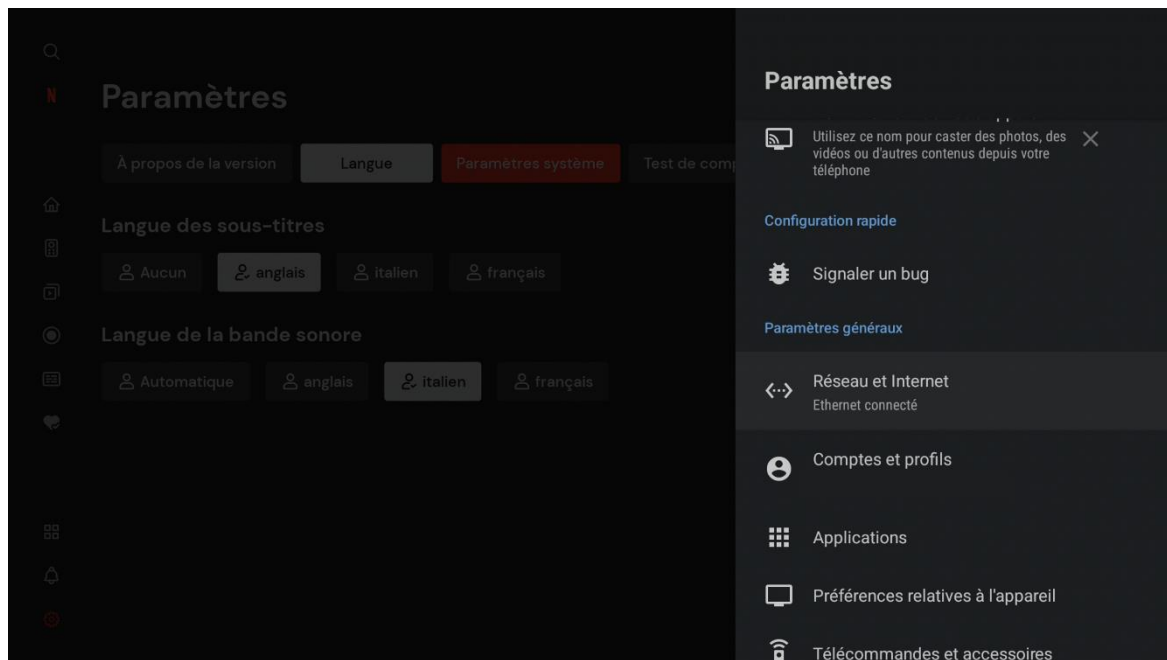 Paramètres
À propos de la version
Langue
Paramètres système
Test de comp
Langue des sous-titres
Aucun
anglais
italien
français
Langue de la bande sonore
Automatique
anglais
italien
français
N
Paramètres
Utilisez ce nom pour caster des photos, des
vidéos ou d'autres contenus depuis votre
téléphone
Configuration rapide
Signaler un bug
Paramètres généraux
Réseau et Internet
Ethernet connecté
Comptes et profils
Applications
Préférences relatives à l'appareil
Télécommandes et accessoires